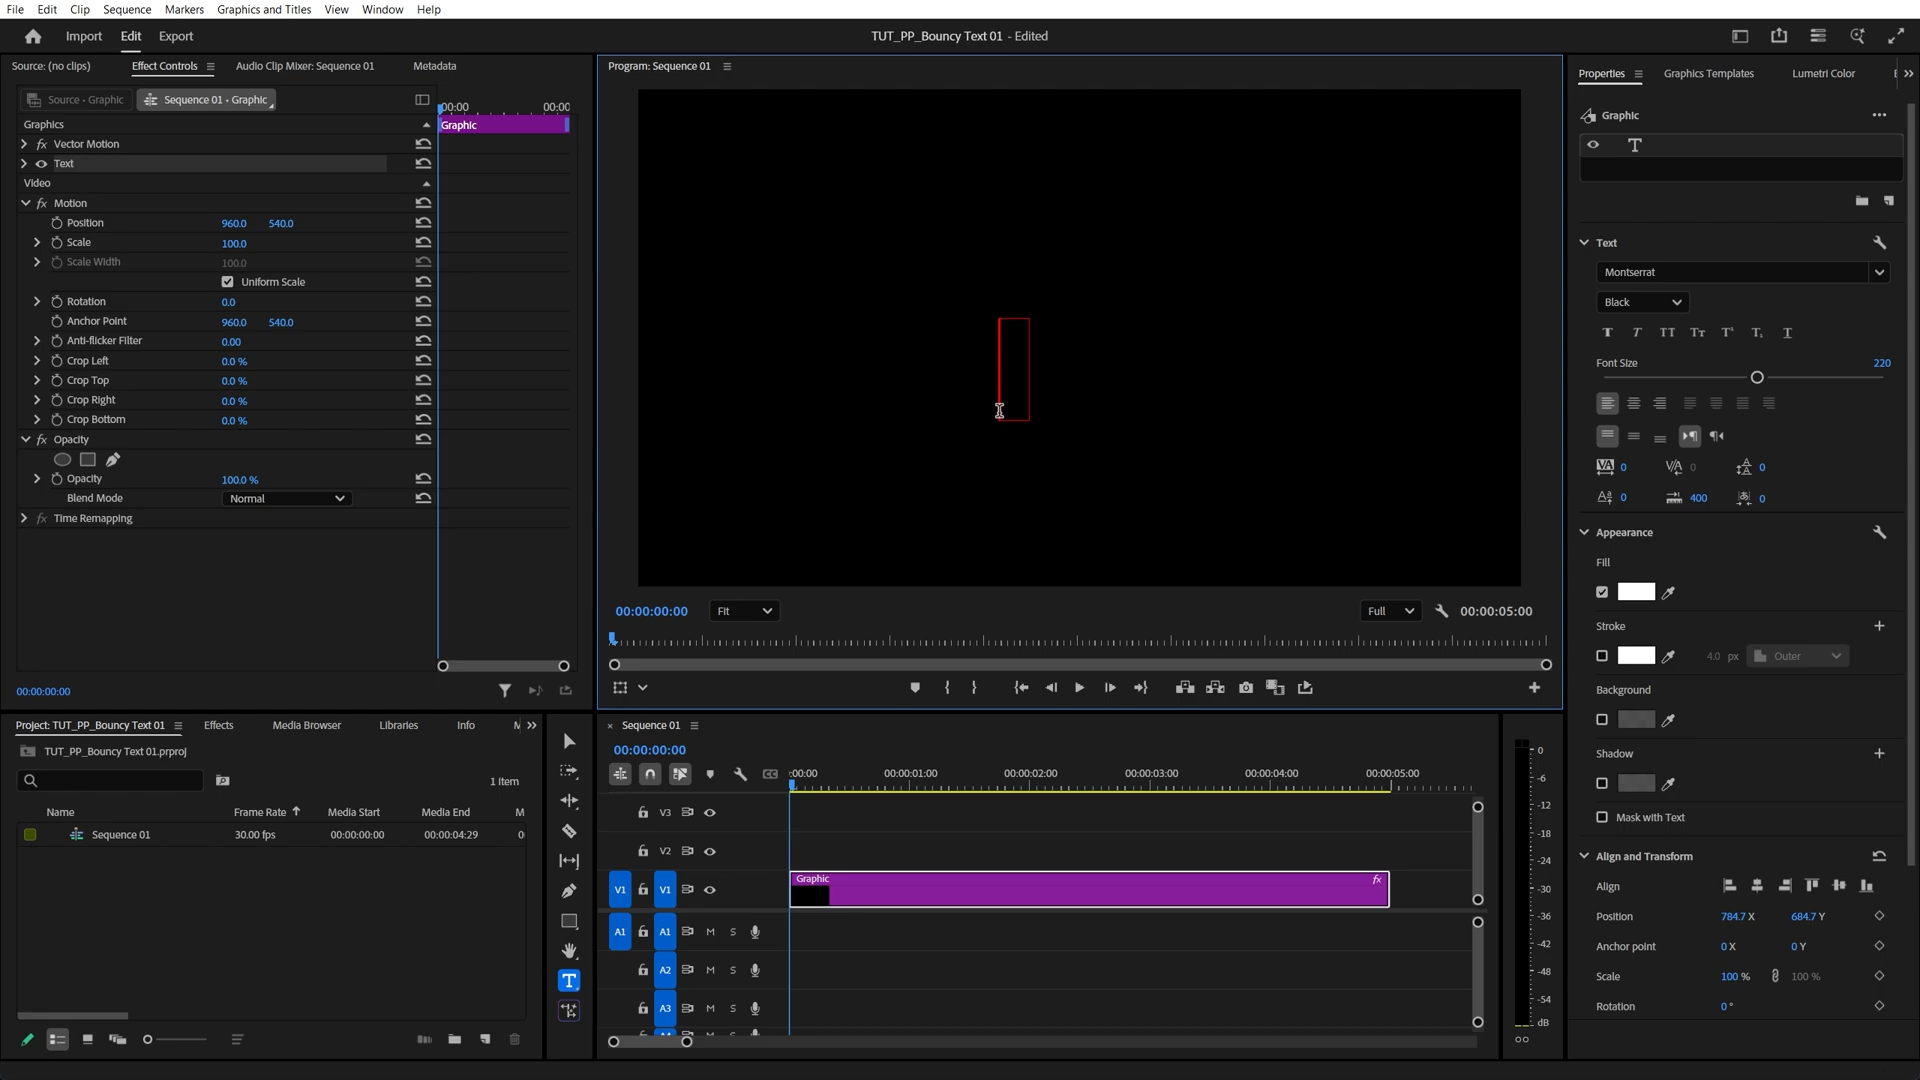 File Edit Clip Sequence Markers Graphics and Titles View Window Help
Import Edit Export TUT_PP_Bouncy Text 01 - Edited
Source: (no clips) Effect Controls Audio Clip Mixer: Sequence 01 Metadata
Source • Graphic Sequence 01 • Graphic :00:00 00:00
Graphics Graphic
fx Vector Motion
Text
Video
fx Motion
Position 960.0 540.0
Scale 100.0
Scale Width 100.0
Uniform Scale
Rotation 0.0
Anchor Point 960.0 540.0
Anti-flicker Filter 0.00
Crop Left 0.0 %
Crop Top 0.0 %
Crop Right 0.0 %
Crop Bottom 0.0 %
fx Opacity
Opacity 100.0 %
Blend Mode Normal
fx Time Remapping
00:00:00:00
Program: Sequence 01
00:00:00:00 Fit Full 00:00:05:00
Properties Graphics Templates Lumetri Color
Graphic
T
Text
Montserrat
Black
T T TT Tт T¹ T₁ T
Font Size 220
VA 0 V/A 0 0
0 400 0
Appearance
Fill
Stroke
4.0 px Outer
Background
Shadow
Mask with Text
Align and Transform
Align
Position 784.7 X 684.7 Y
Anchor point 0 X 0 Y
Scale 100 % 100 %
Rotation 0 °
Project: TUT_PP_Bouncy Text 01 Effects Media Browser Libraries Info M
TUT_PP_Bouncy Text 01.prproj
1 Item
Name Frame Rate Media Start Media End M
Sequence 01 30.00 fps 00:00:00:00 00:00:04:29 0
T
× Sequence 01
00:00:00:00
CC :00:00 00:00:01:00 00:00:02:00 00:00:03:00 00:00:04:00 00:00:05:00
V3
V2
V1 V1 Graphic fx
A1 A1 M S
A2 M S
A3 M S
0
-6
-12
-18
-24
-30
-36
-42
-48
-54
dB